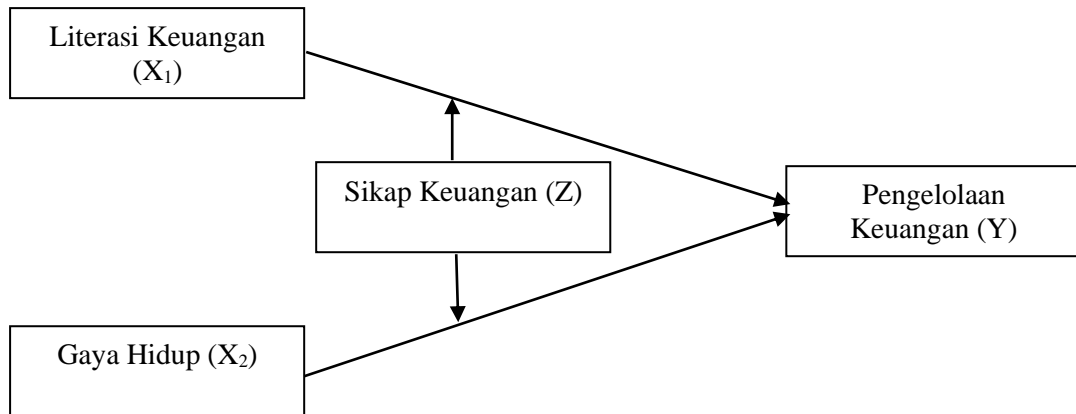 Literasi Keuangan
(X₁)
Sikap Keuangan (Z)
Pengelolaan
Keuangan (Y)
Gaya Hidup (X₂)